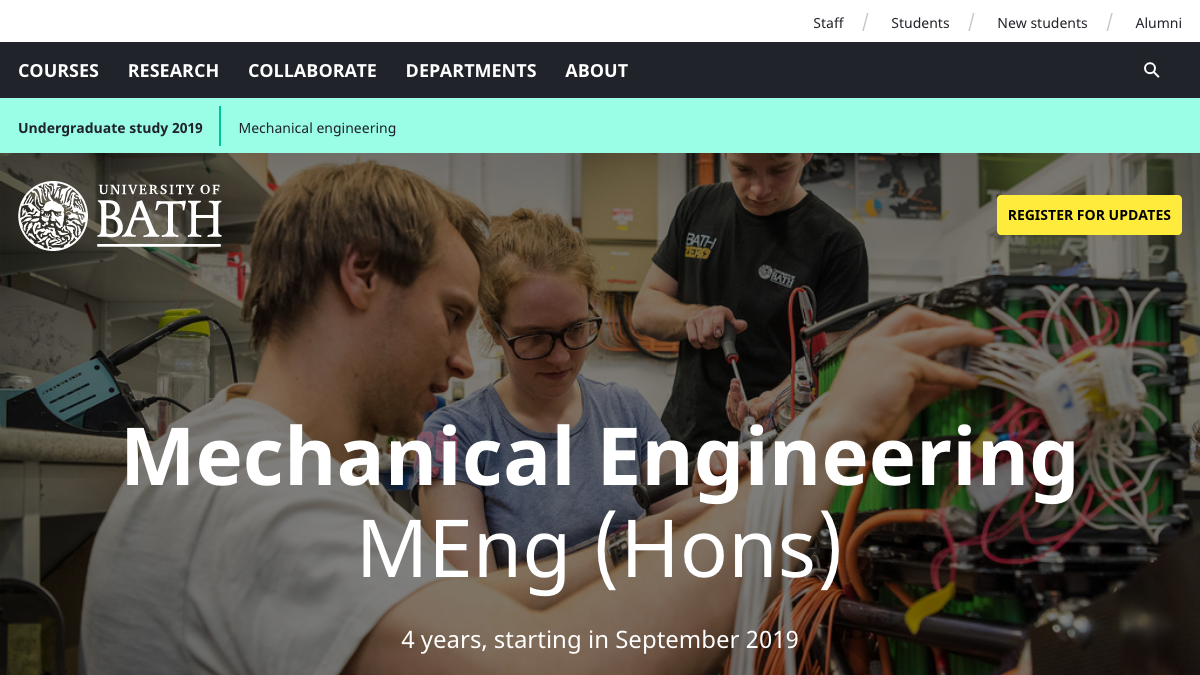 Staff
Students
New students
Alumni
COURSES
RESEARCH
COLLABORATE
DEPARTMENTS
ABOUT
Undergraduate study 2019
Mechanical engineering
UNIVERSITY OF
BATH
REGISTER FOR UPDATES
BATH
ZERO
BATH
Mechanical Engineering
MEng (Hons)
4 years, starting in September 2019